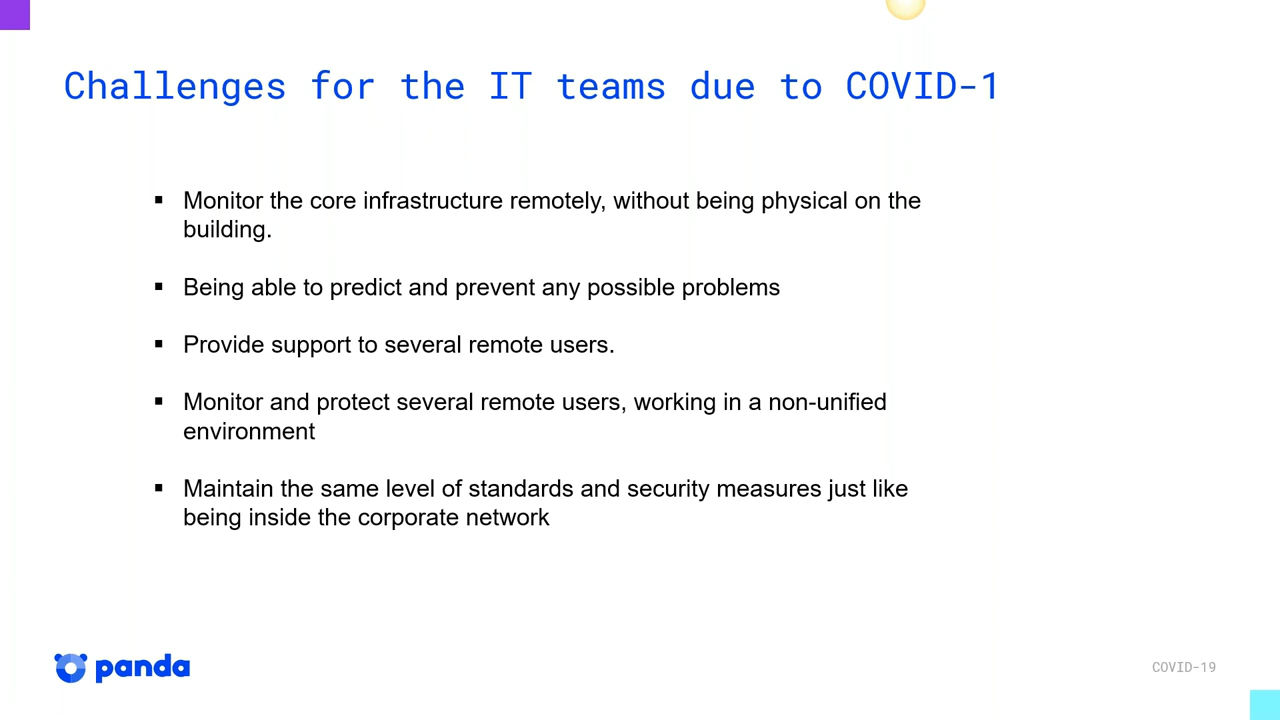 Challenges for the IT teams due to COVID-1
▪ Monitor the core infrastructure remotely, without being physical on the
building.
▪ Being able to predict and prevent any possible problems
▪ Provide support to several remote users.
▪ Monitor and protect several remote users, working in a non-unified
environment
▪ Maintain the same level of standards and security measures just like
being inside the corporate network
panda
COVID-19